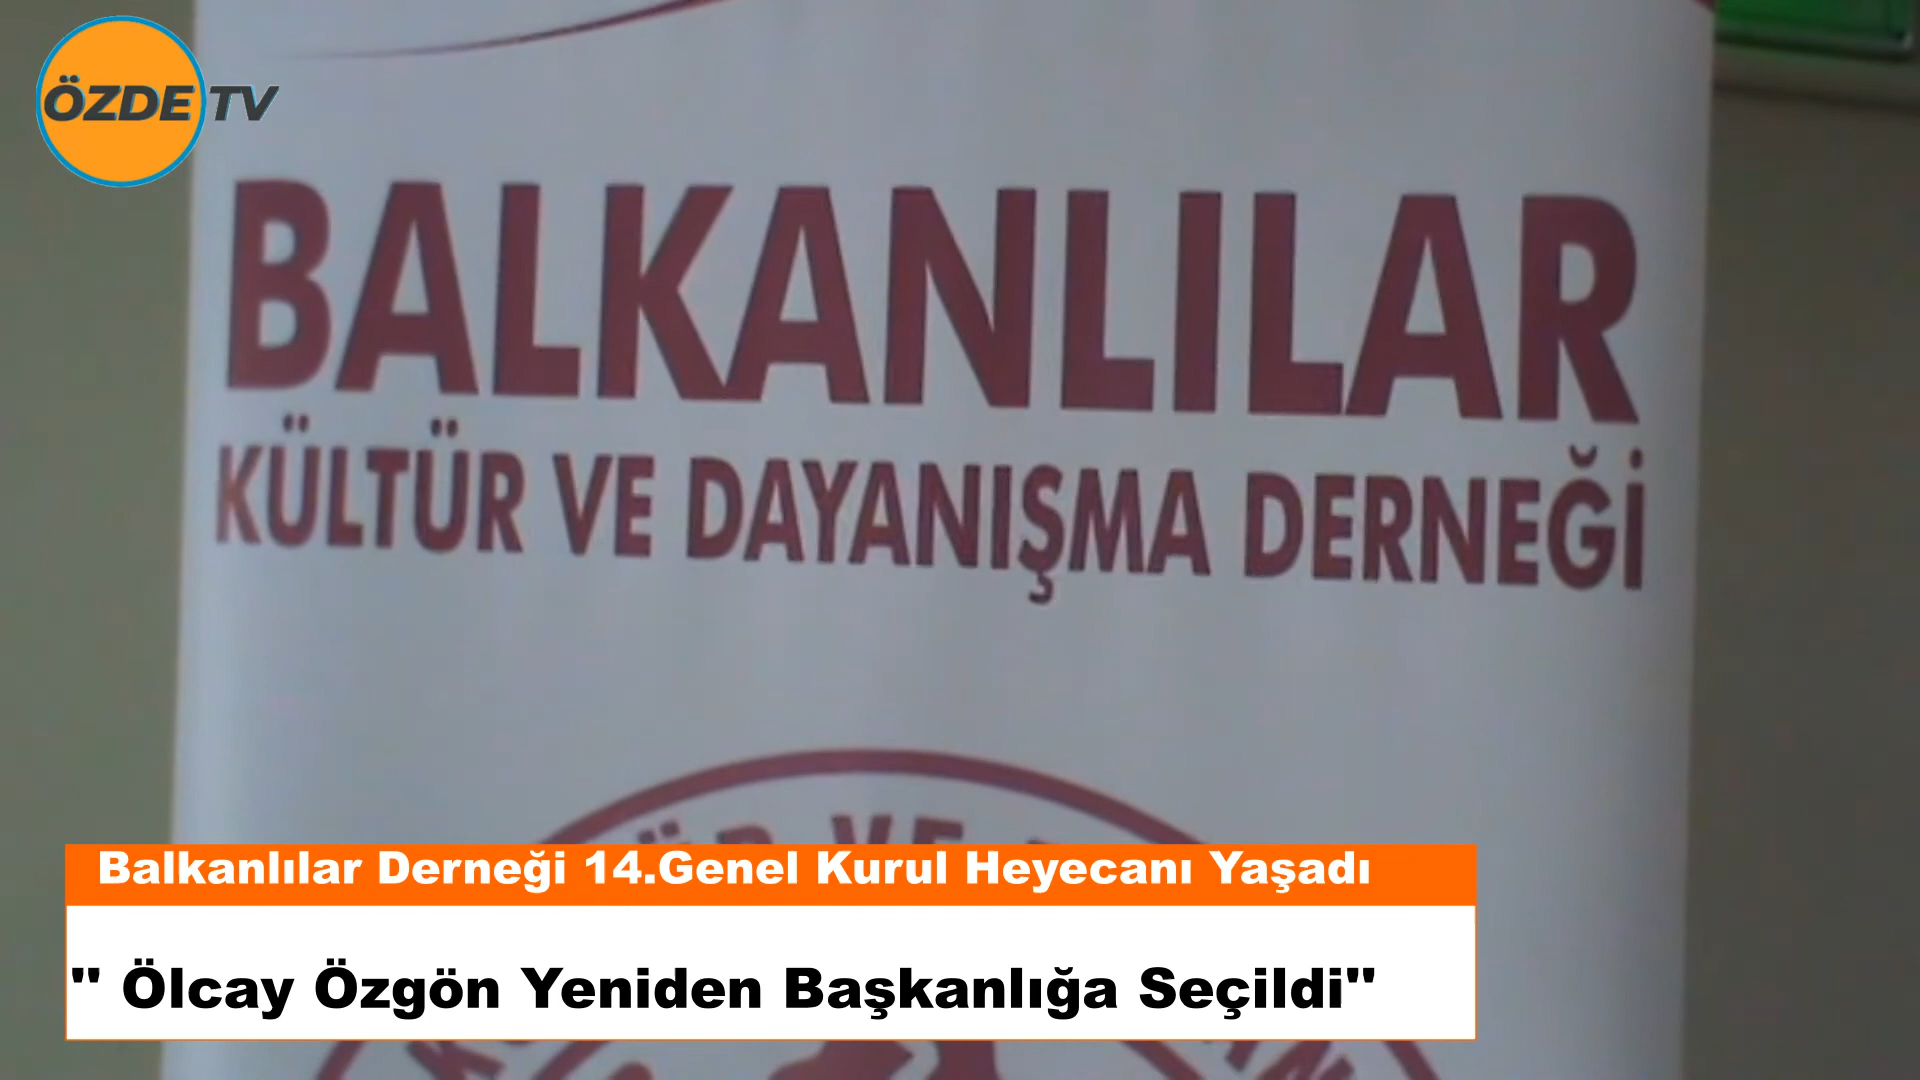 ÖZDE TV
BALKANLILAR
KÜLTÜR VE DAYANIŞMA DERNEĞİ
VE
Balkanlılar Derneği 14.Genel Kurul Heyecanı Yaşadı
" Ölcay Özgön Yeniden Başkanlığa Seçildi"